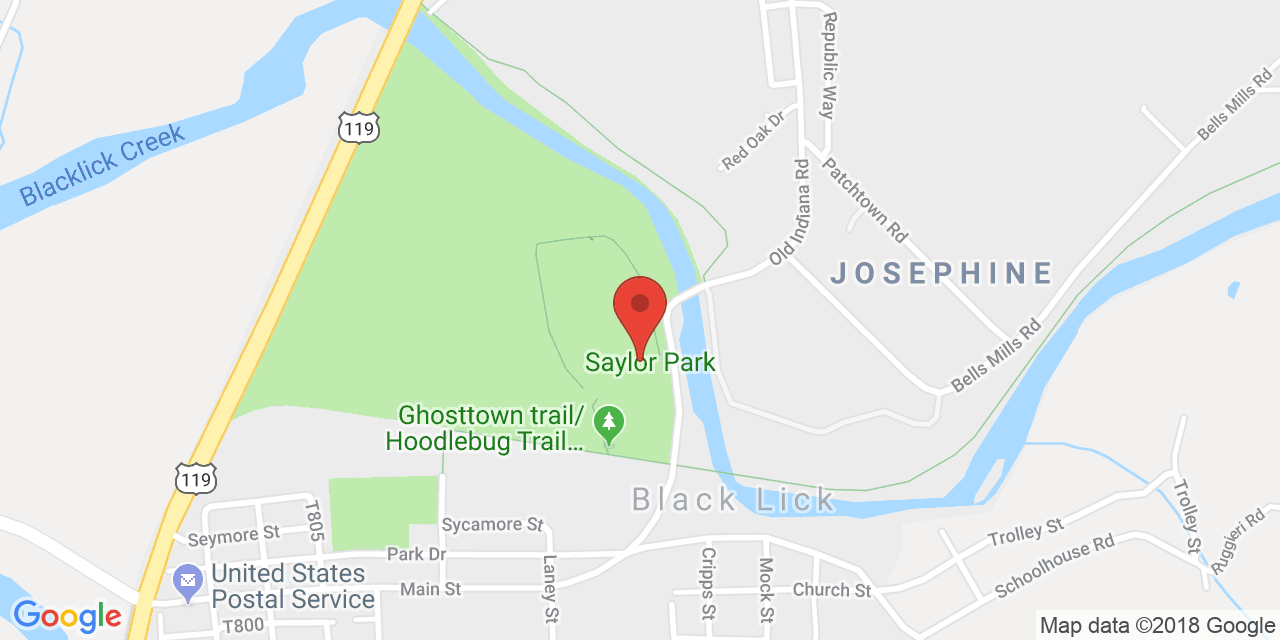 Republic Way
Bells Mills Rd
119
Red Oak Dr
Blacklick Creek
Patchtown Rd
Old Indiana Rd
JOSEPHINE
Saylor Park
Bells Mills Rd
Ghosttown trail/
Hoodlebug Trail...
119
Black Lick
T805
Sycamore St
Seymore St
Trolley St
Trolley St
Ruggieri Rd
Park Dr
Schoolhouse Rd
United States
Postal Service
Main St
Laney St
Cripps St
Mock St
Church St
T800
Google
Map data ©2018 Google